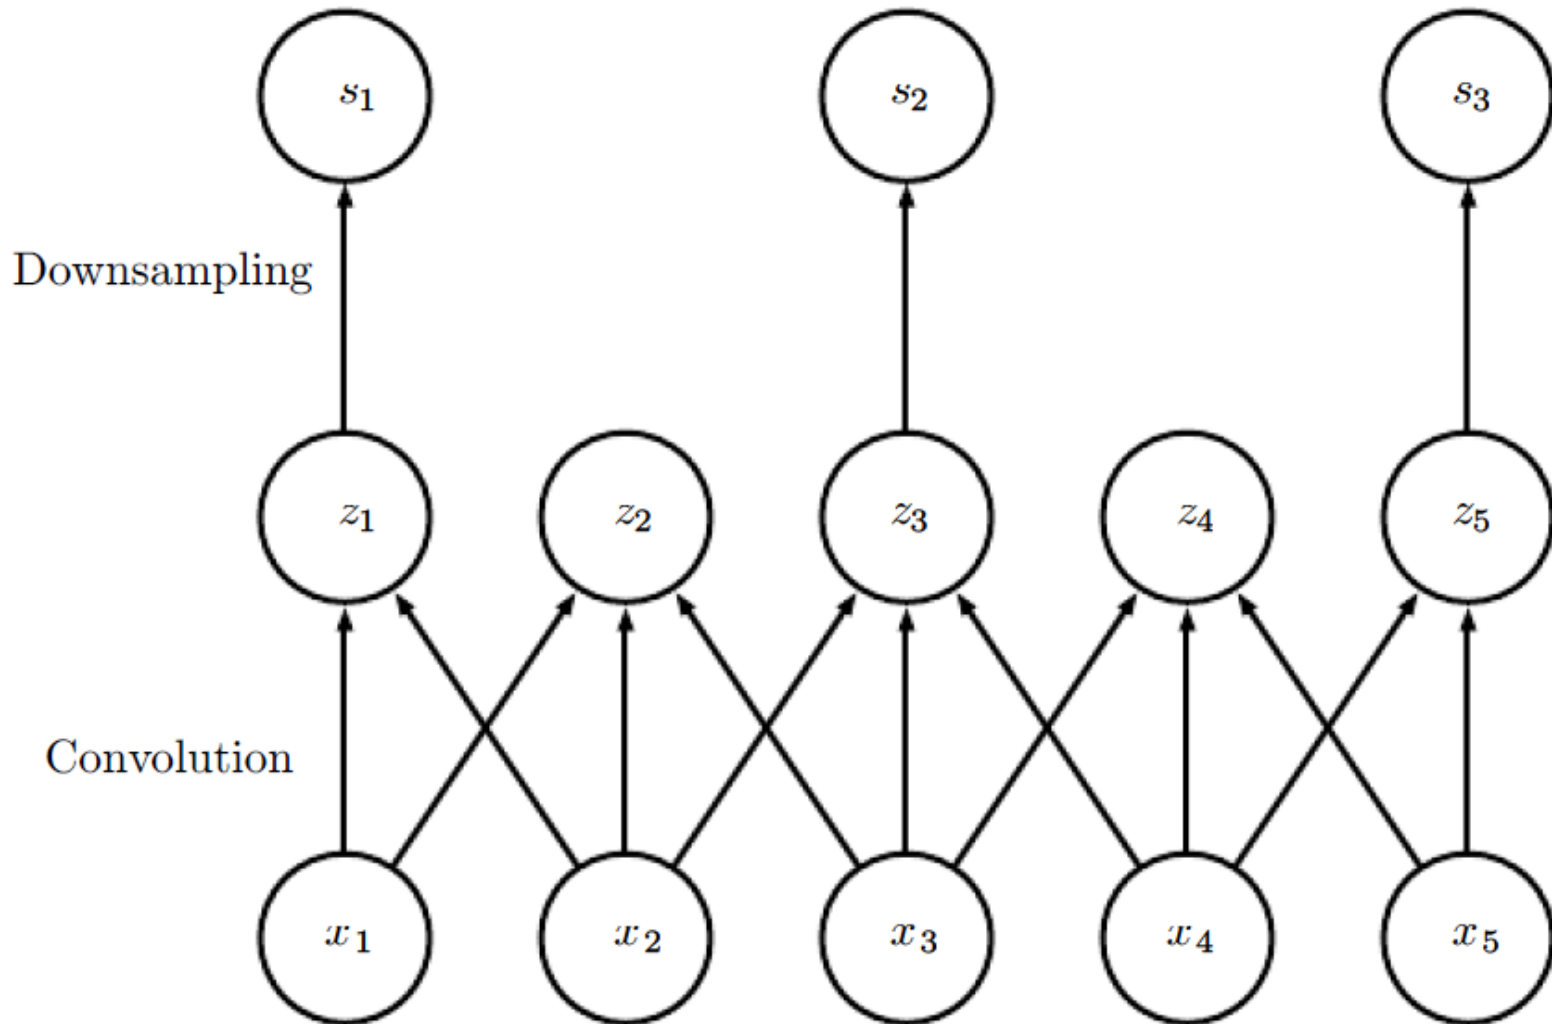 s₁ s₂ s₃
Downsampling
z₁ z₂ z₃ z₄ z₅
Convolution
x₁ x₂ x₃ x₄ x₅